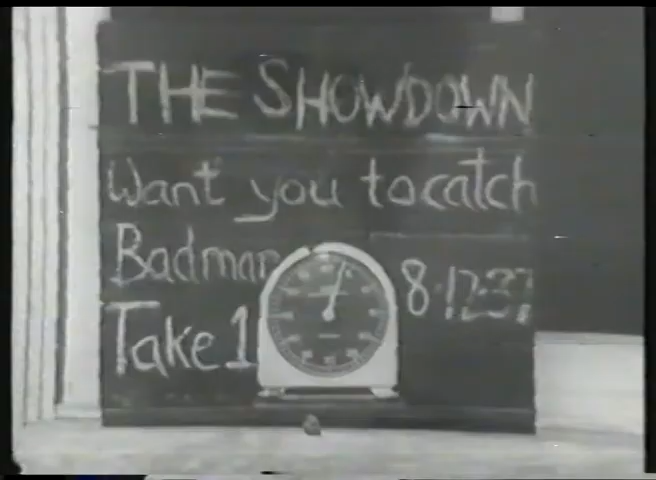 THE SHOWDOWN
Want you to catch
Badman
Take 1
8-12-37